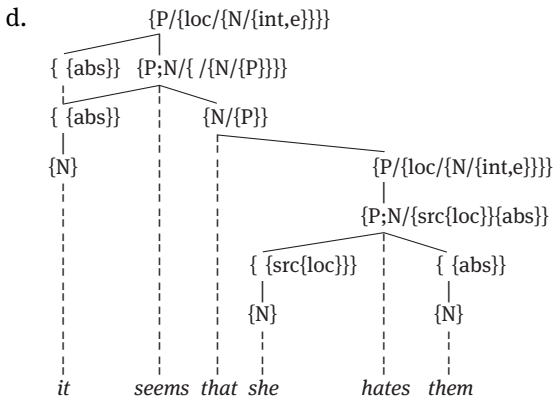 d.
{P/{loc/{N/{int,e}}}}
{ {abs}} {P;N/{ /{N/{P}}}}
{ {abs}} {N/{P}}
{N} {P/{loc/{N/{int,e}}}}
{P;N/{src{loc}}{abs}}
{ {src{loc}}} { {abs}}
{N} {N}
it seems that she hates them